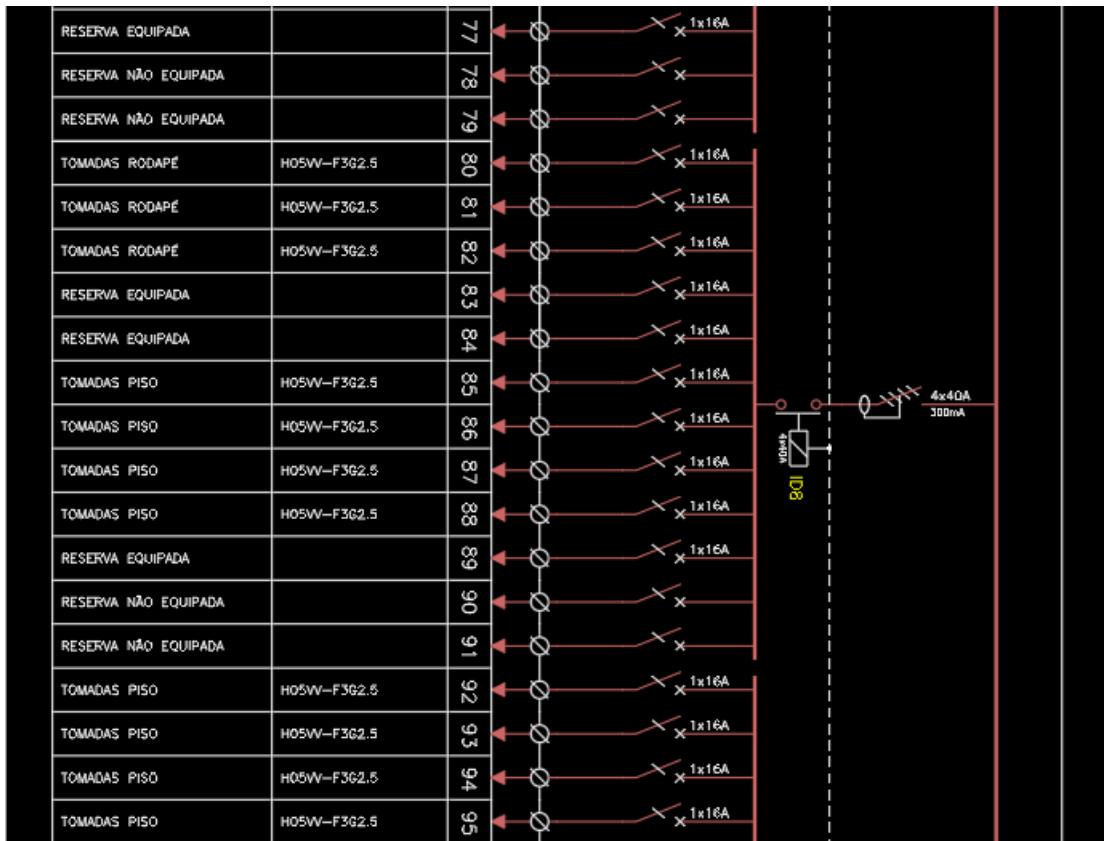 RESERVA EQUIPADA 77 1x16A
RESERVA NÃO EQUIPADA 78
RESERVA NÃO EQUIPADA 79
TOMADAS RODAPÉ H05VV-F3G2.5 80 1x16A
TOMADAS RODAPÉ H05VV-F3G2.5 81 1x16A
TOMADAS RODAPÉ H05VV-F3G2.5 82 1x16A
RESERVA EQUIPADA 83 1x16A
RESERVA EQUIPADA 84 1x16A
TOMADAS PISO H05VV-F3G2.5 85 1x16A
4x40A
300mA
TOMADAS PISO H05VV-F3G2.5 86 1x16A
4x40A
TOMADAS PISO H05VV-F3G2.5 87 1x16A
ID8
TOMADAS PISO H05VV-F3G2.5 88 1x16A
RESERVA EQUIPADA 89 1x16A
RESERVA NÃO EQUIPADA 90
RESERVA NÃO EQUIPADA 91
TOMADAS PISO H05VV-F3G2.5 92 1x16A
TOMADAS PISO H05VV-F3G2.5 93 1x16A
TOMADAS PISO H05VV-F3G2.5 94 1x16A
TOMADAS PISO H05VV-F3G2.5 95 1x16A